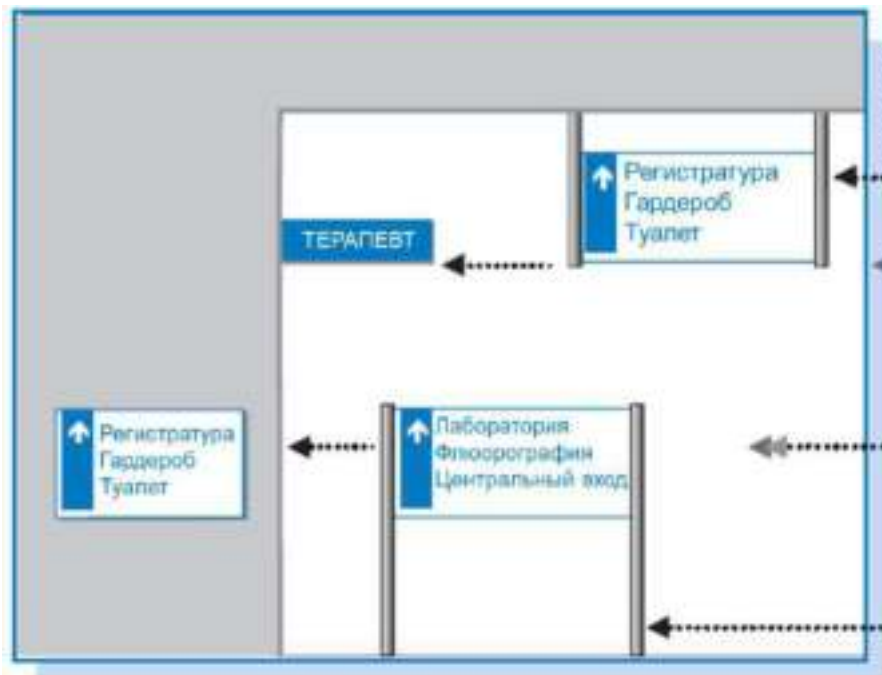 Регистратура
Гардероб
Туалет
ТЕРАПЕВТ
Регистратура
Гардероб
Туалет
Лаборатория
Флюорография
Центральный вход